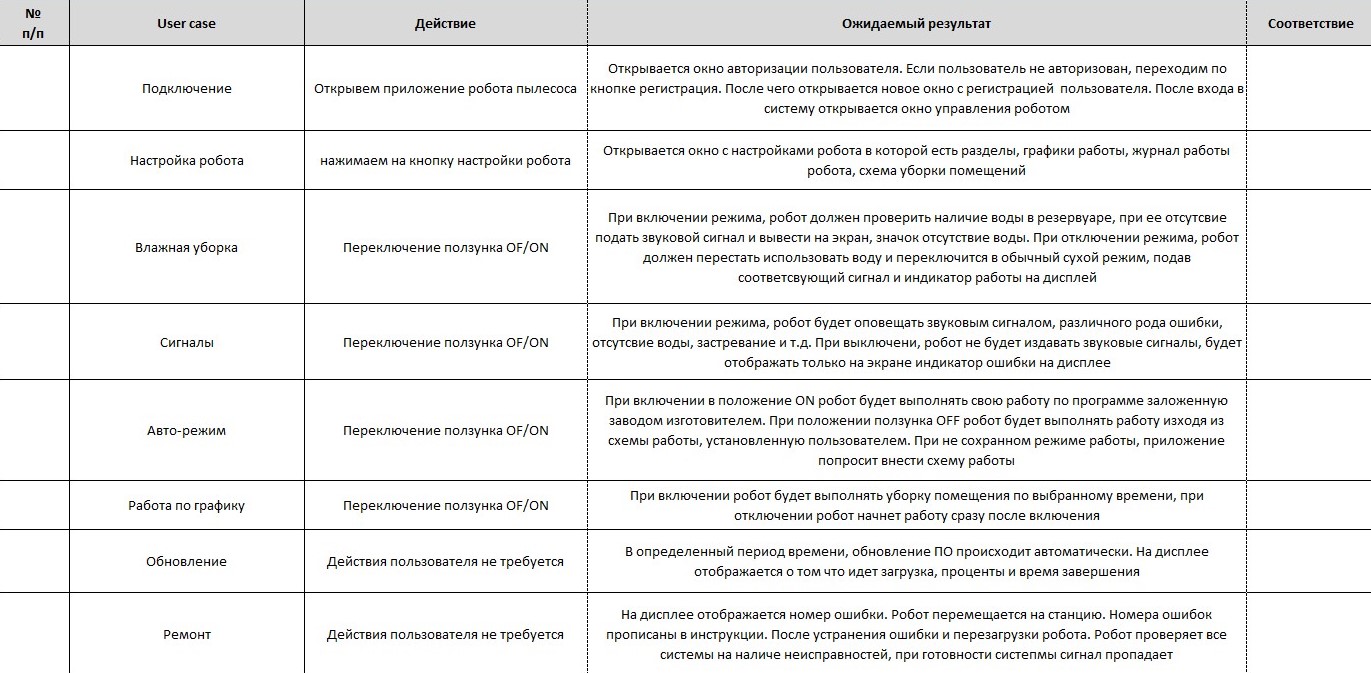 №
п/п
User case
Действие
Ожидаемый результат
Соответствие
Подключение
Открывем приложение робота пылесоса
Открывается окно авторизации пользователя. Если пользователь не авторизован, переходим по
кнопке регистрация. После чего открывается новое окно с регистрацией пользователя. После входа в
систему открывается окно управления роботом
Настройка робота
нажимаем на кнопку настройки робота
Открывается окно с настройками робота в которой есть разделы, графики работы, журнал работы
робота, схема уборки помещений
Влажная уборка
Переключение ползунка OF/ON
При включении режима, робот должен проверить наличие воды в резервуаре, при ее отсутсвие
подать звуковой сигнал и вывести на экран, значок отсутствие воды. При отключении режима, робот
должен перестать использовать воду и переключится в обычный сухой режим, подав
соответсвующий сигнал и индикатор работы на дисплей
Сигналы
Переключение ползунка OF/ON
При включении режима, робот будет оповещать звуковым сигналом, различного рода ошибки,
отсутсвие воды, застревание и т.д. При выключени, робот не будет издавать звуковые сигналы, будет
отображать только на экране индикатор ошибки на дисплее
Авто-режим
Переключение ползунка OF/ON
При включении в положение ON робот будет выполнять свою работу по программе заложенную
заводом изготовителем. При положении ползунка OFF робот будет выполнять работу изходя из
схемы работы, установленную пользователем. При не сохранном режиме работы, приложение
попросит внести схему работы
Работа по графику
Переключение ползунка OF/ON
При включении робот будет выполнять уборку помещения по выбранному времени, при
отключении робот начнет работу сразу после включения
Обновление
Действия пользователя не требуется
В определенный период времени, обновление ПО происходит автоматически. На дисплее
отображается о том что идет загрузка, проценты и время завершения
Ремонт
Действия пользователя не требуется
На дисплее отображается номер ошибки. Робот перемещается на станцию. Номера ошибок
прописаны в инструкции. После устранения ошибки и перезагрузки робота. Робот проверяет все
системы на наличе неисправностей, при готовности систепмы сигнал пропадает